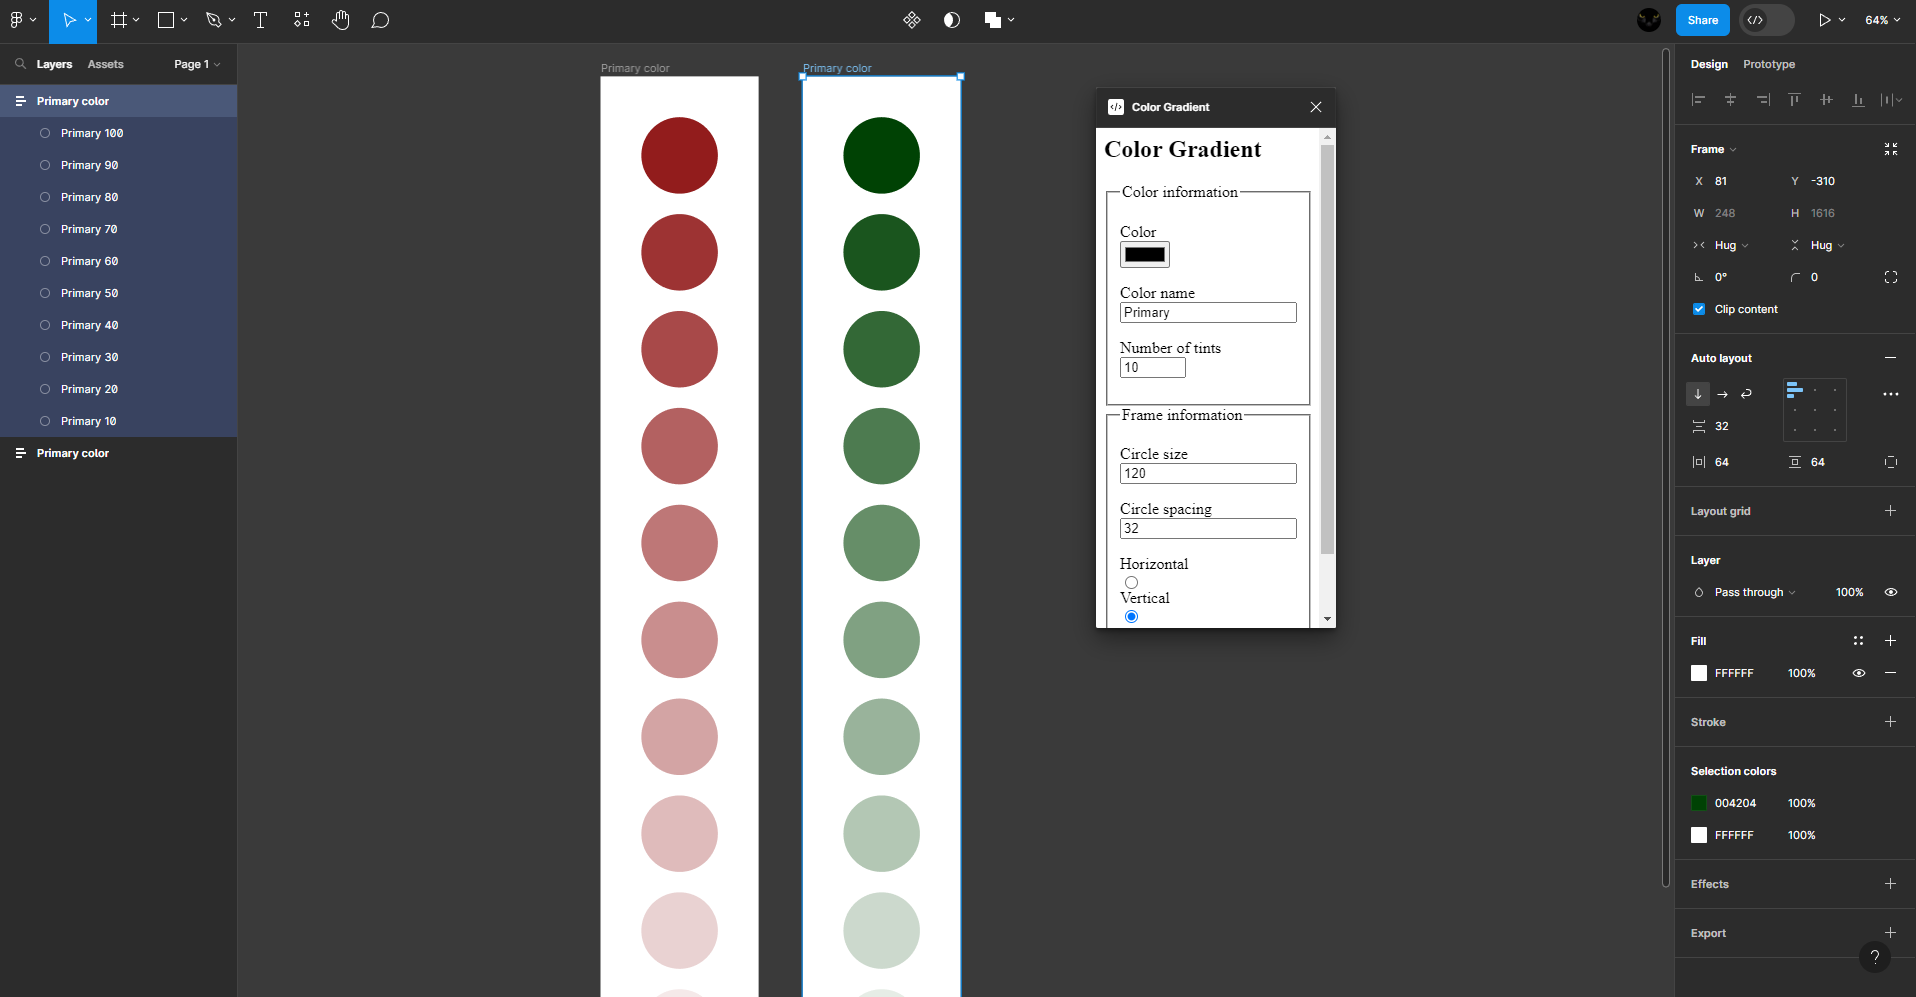 Share
64%
Layers
Assets
Page 1
Primary color
Primary 100
Primary 90
Primary 80
Primary 70
Primary 60
Primary 50
Primary 40
Primary 30
Primary 20
Primary 10
Primary color
Primary color
Primary color
Color Gradient
Color Gradient
Color information
Color
Color name
Primary
Number of tints
10
Frame information
Circle size
120
Circle spacing
32
Horizontal
Vertical
Design
Prototype
Frame
X 81 Y -310
W 248 H 1616
Hug Hug
0° 0
Clip content
Auto layout
32
64 64
Layout grid
Layer
Pass through 100%
Fill
FFFFFF 100%
Stroke
Selection colors
004204 100%
FFFFFF 100%
Effects
Export
?